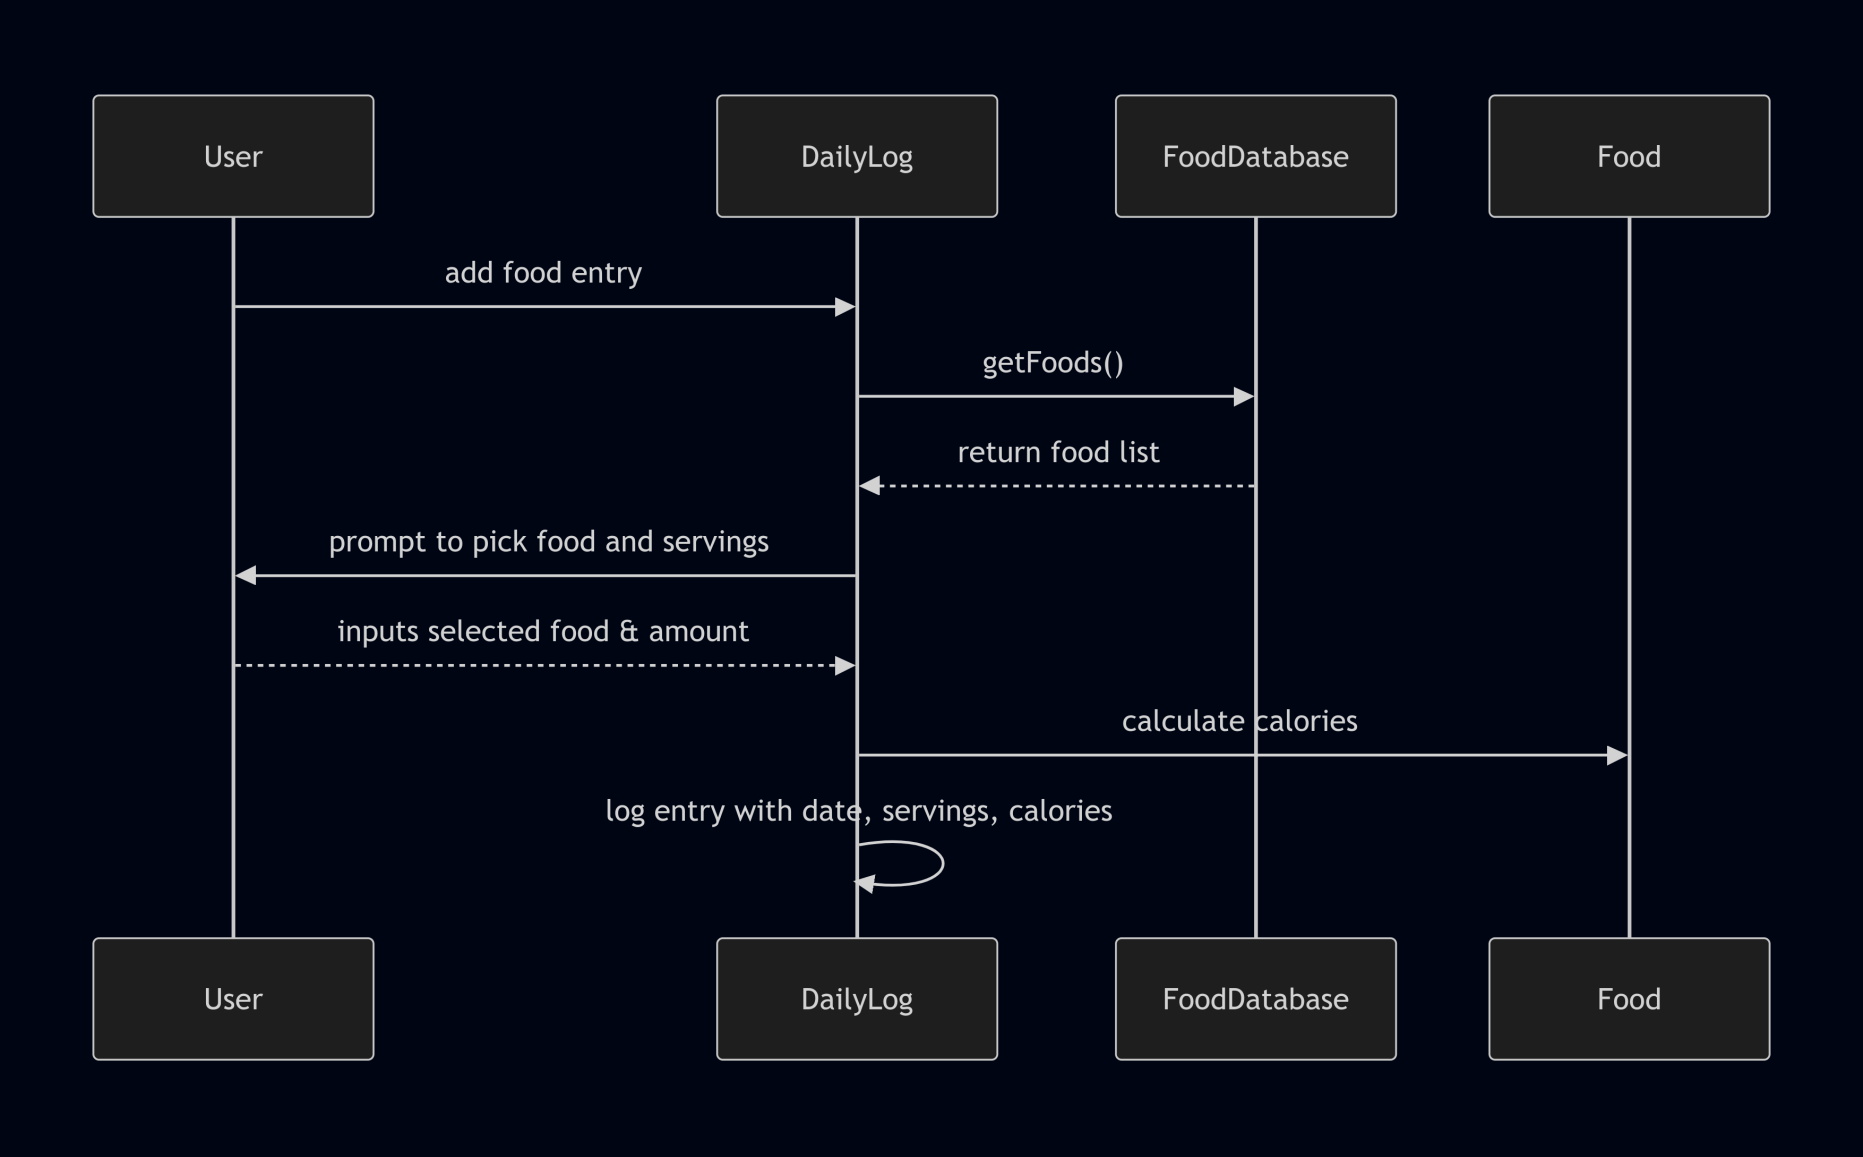 User
DailyLog
FoodDatabase
Food
add food entry
getFoods()
return food list
prompt to pick food and servings
inputs selected food & amount
calculate calories
log entry with date, servings, calories
User
DailyLog
FoodDatabase
Food